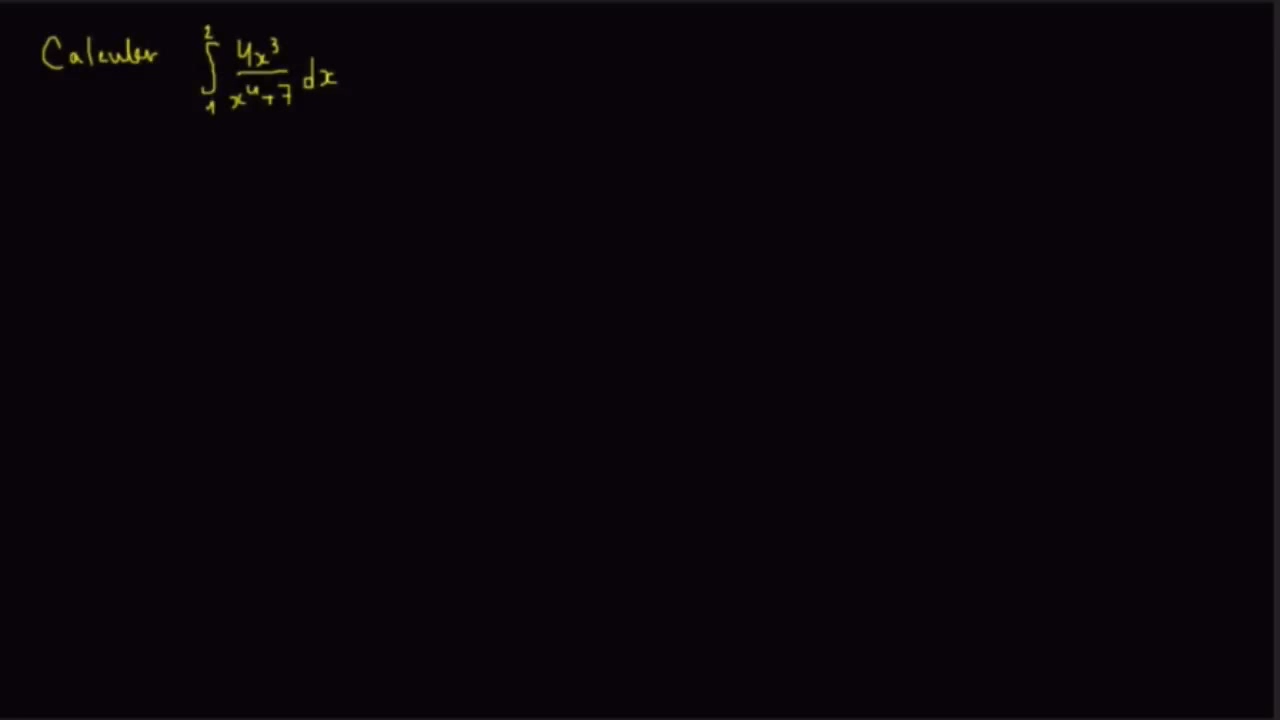 Calculer ∫₁² 4x³/(x⁴+7) dx